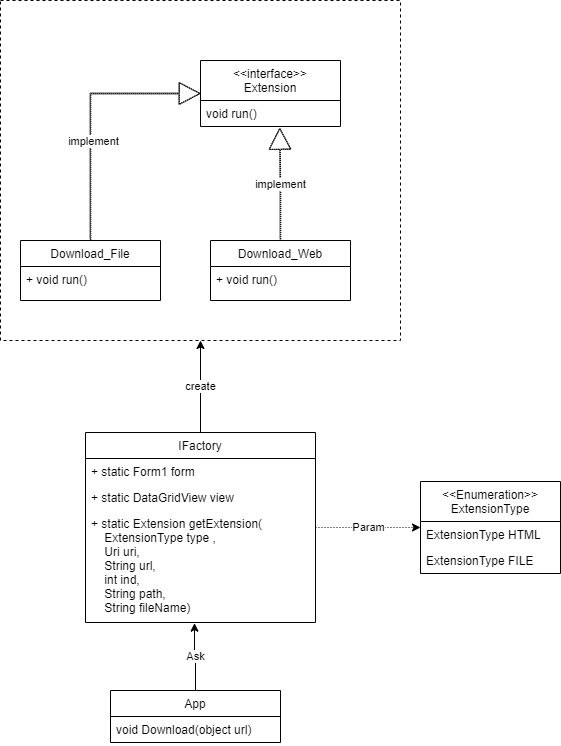 <<interface>>
Extension
void run()
implement
implement
Download_File
+ void run()
Download_Web
+ void run()
create
IFactory
+ static Form1 form
+ static DataGridView view
+ static Extension getExtension(
ExtensionType type ,
Uri uri,
String url,
int ind,
String path,
String fileName)
Param
<<Enumeration>>
ExtensionType
ExtensionType HTML
ExtensionType FILE
Ask
App
void Download(object url)